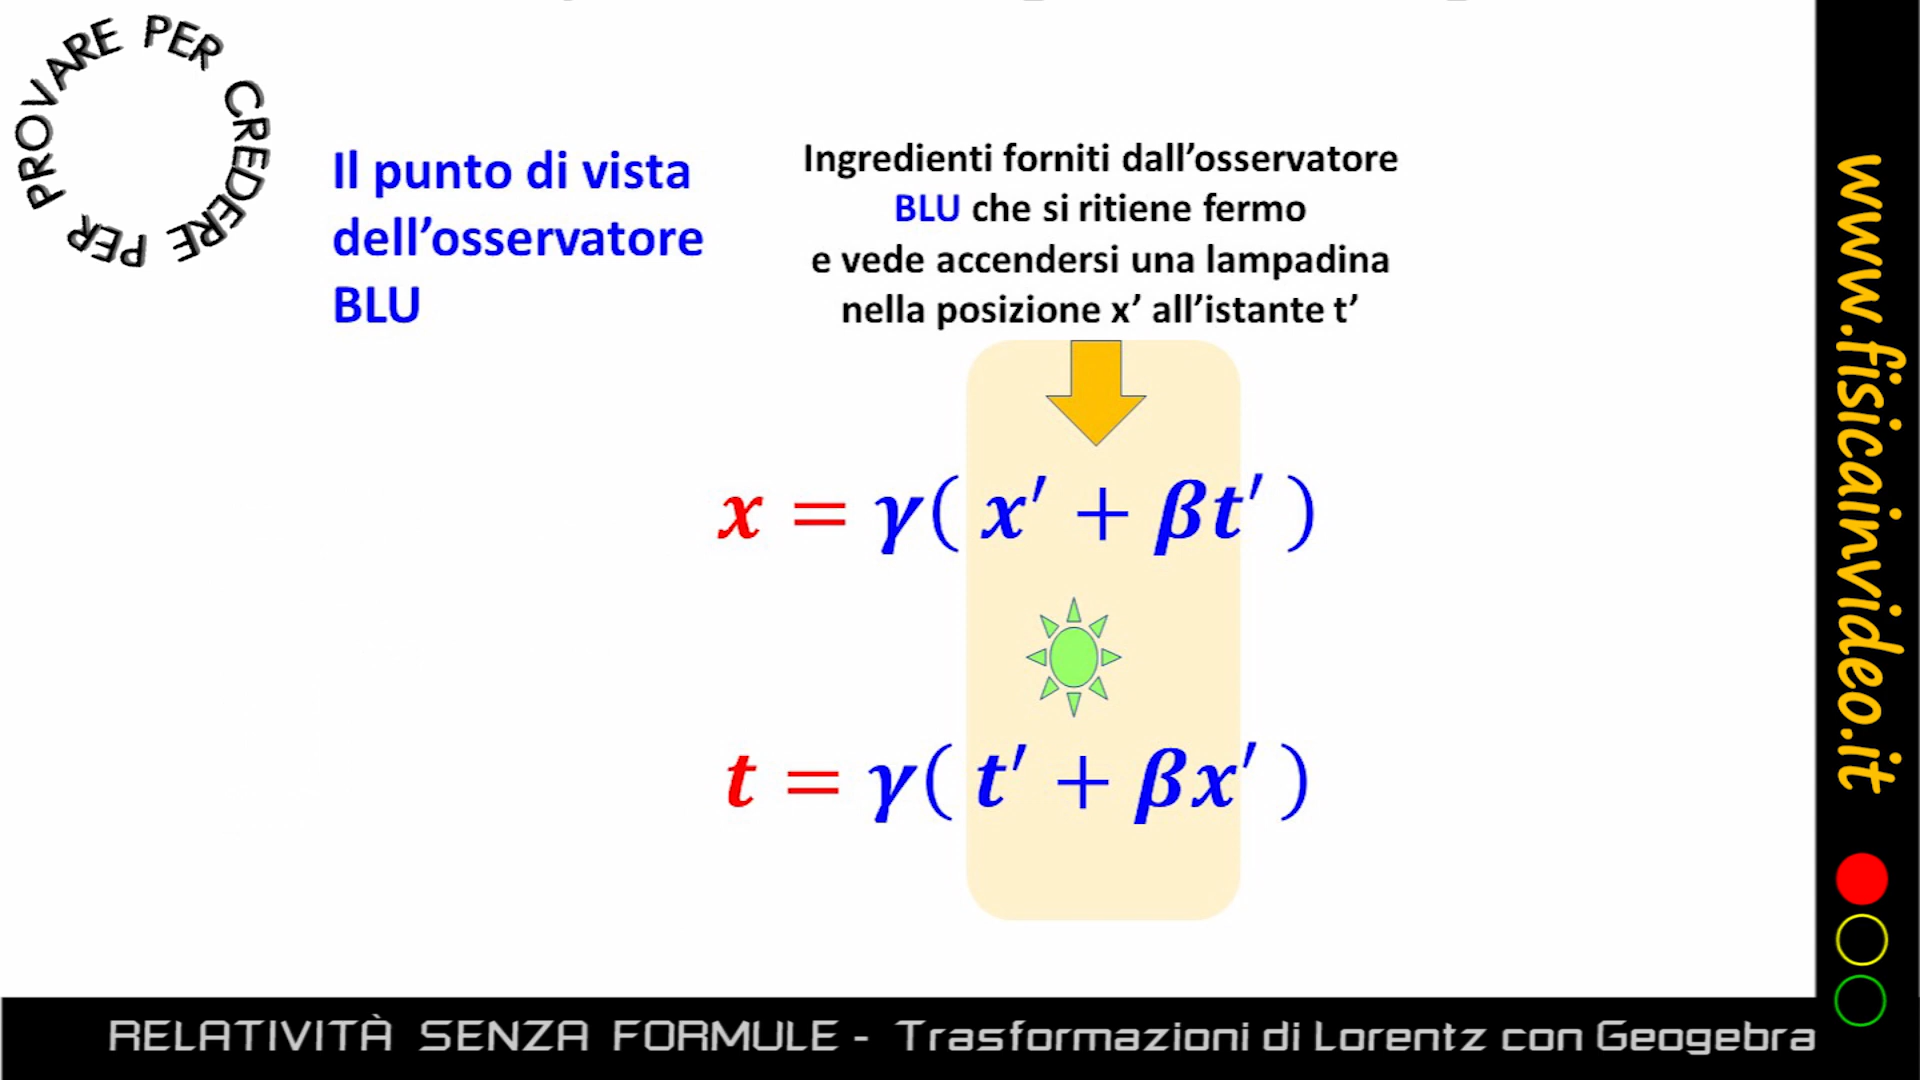 PROVARE PER CREDERE PER
Il punto di vista
dell’osservatore
BLU
Ingredienti forniti dall’osservatore
BLU che si ritiene fermo
e vede accendersi una lampadina
nella posizione x’ all’istante t’
x = γ( x′ + βt′ )
t = γ( t′ + βx′ )
www.fisicainvideo.it
RELATIVITÀ SENZA FORMULE - Trasformazioni di Lorentz con Geogebra